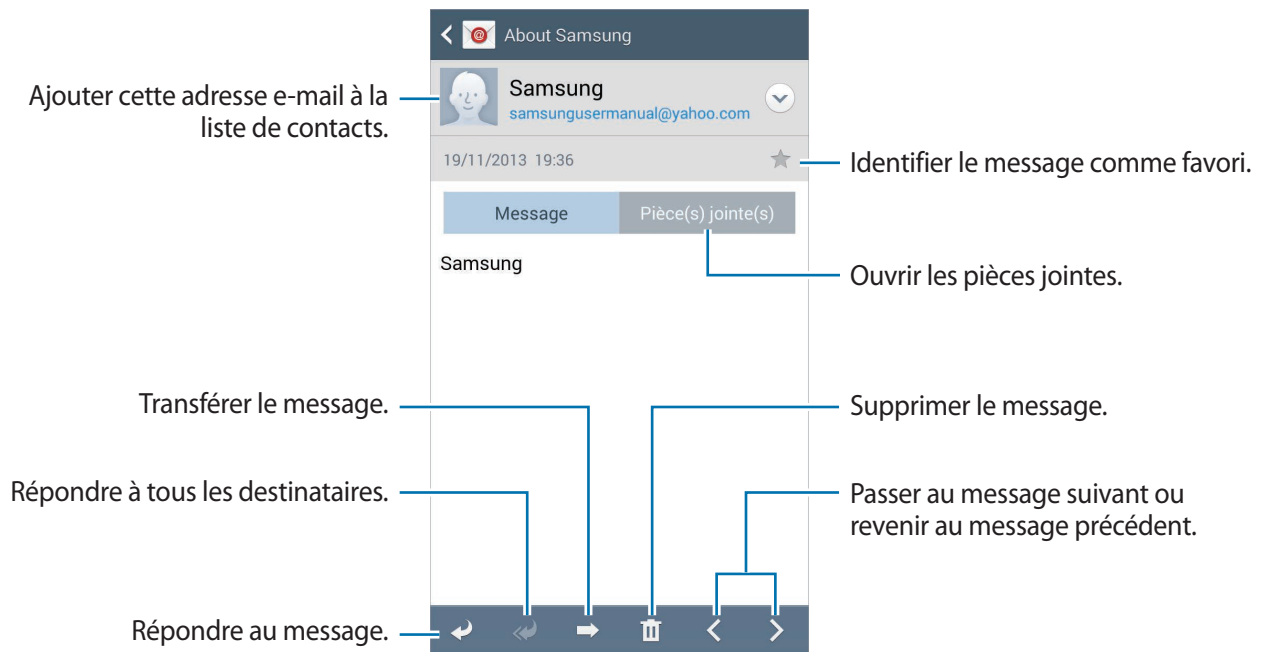 About Samsung
Ajouter cette adresse e-mail à la
liste de contacts.
Samsung
samsungusermanual@yahoo.com
19/11/2013 19:36
Identifier le message comme favori.
Message
Pièce(s) jointe(s)
Samsung
Ouvrir les pièces jointes.
Transférer le message.
Supprimer le message.
Répondre à tous les destinataires.
Passer au message suivant ou
revenir au message précédent.
Répondre au message.